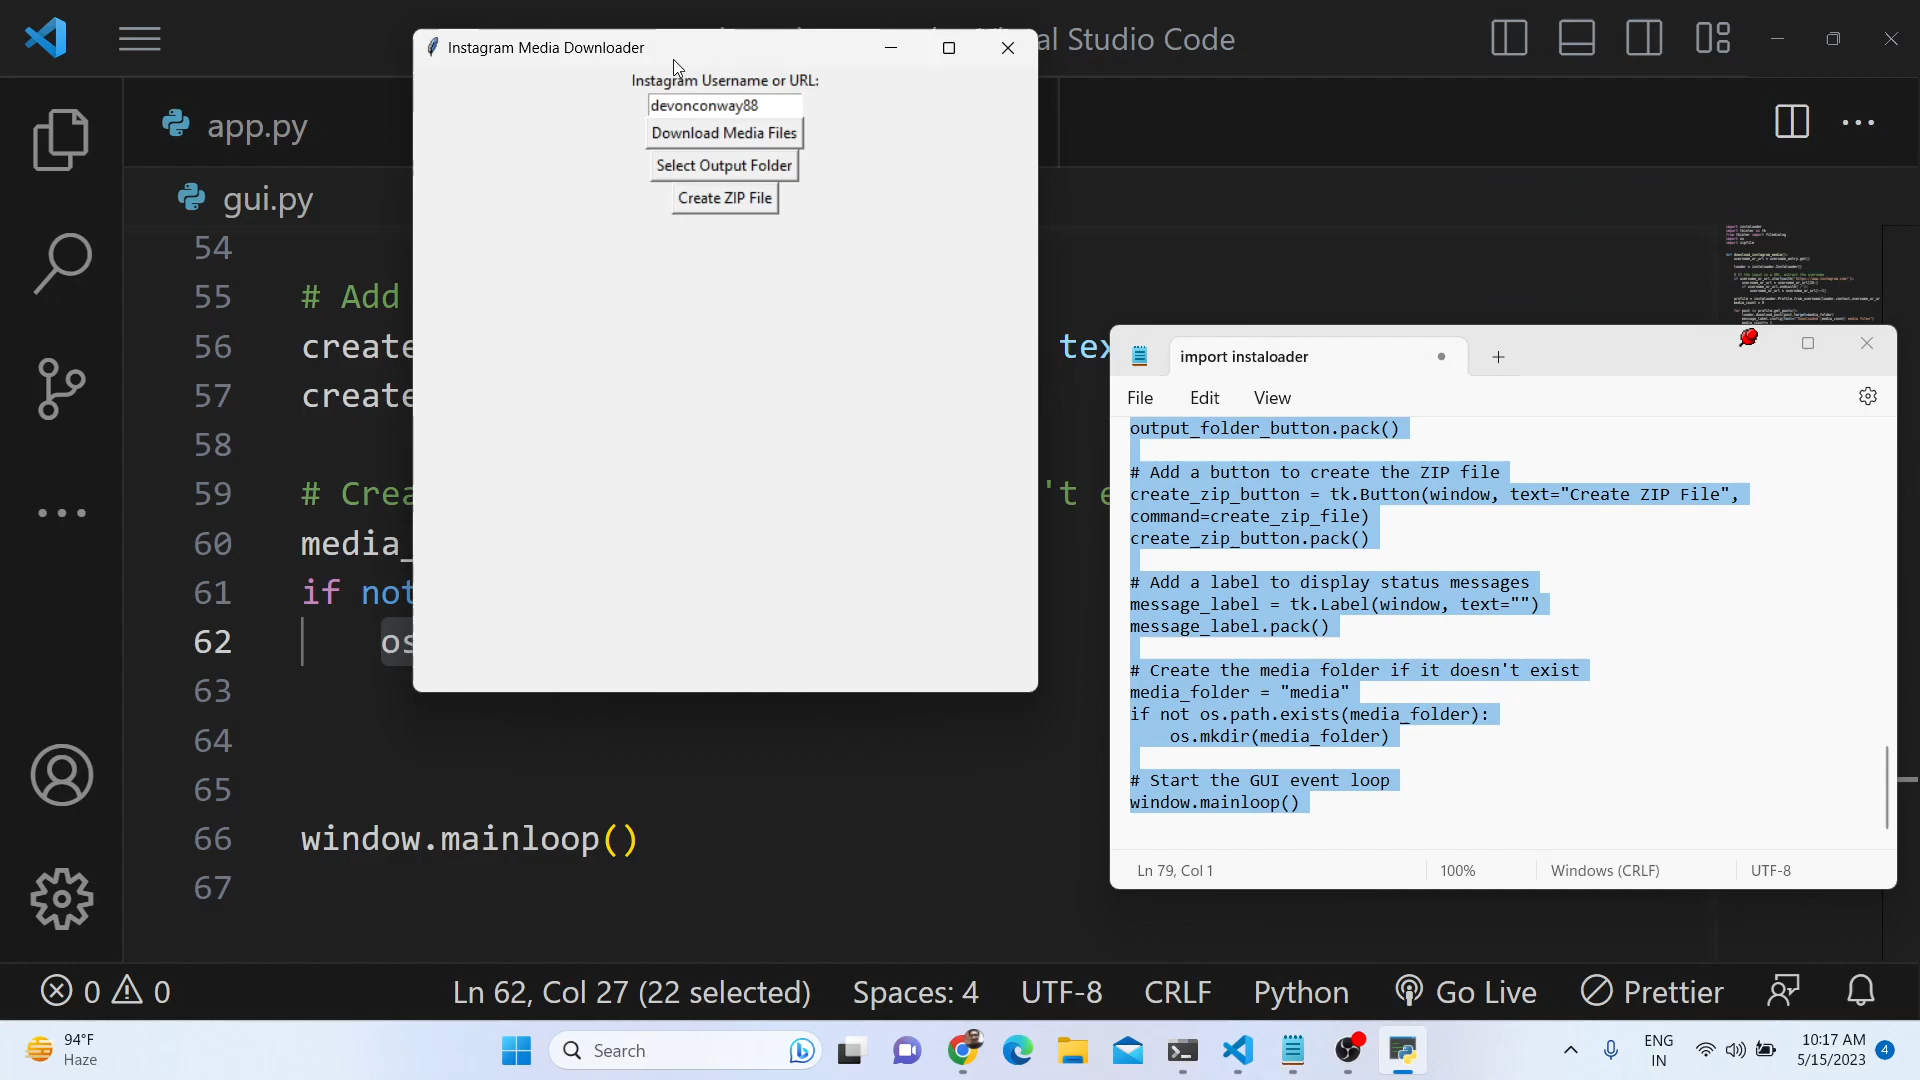 al Studio Code
app.py
gui.py
54
55 # Add
56 create
57 create
58
59 # Crea
60 media_
61 if not
62 os
63
64
65
66 window.mainloop()
67
Instagram Media Downloader
Instagram Username or URL:
devonconway88
Download Media Files
Select Output Folder
Create ZIP File
import instaloader
File Edit View
output_folder_button.pack()
# Add a button to create the ZIP file
create_zip_button = tk.Button(window, text="Create ZIP File",
command=create_zip_file)
create_zip_button.pack()
# Add a label to display status messages
message_label = tk.Label(window, text="")
message_label.pack()
# Create the media folder if it doesn't exist
media_folder = "media"
if not os.path.exists(media_folder):
os.mkdir(media_folder)
# Start the GUI event loop
window.mainloop()
Ln 79, Col 1 100% Windows (CRLF) UTF-8
0 0 Ln 62, Col 27 (22 selected) Spaces: 4 UTF-8 CRLF Python Go Live Prettier
94°F
Haze
Search
ENG
IN
10:17 AM
5/15/2023
4